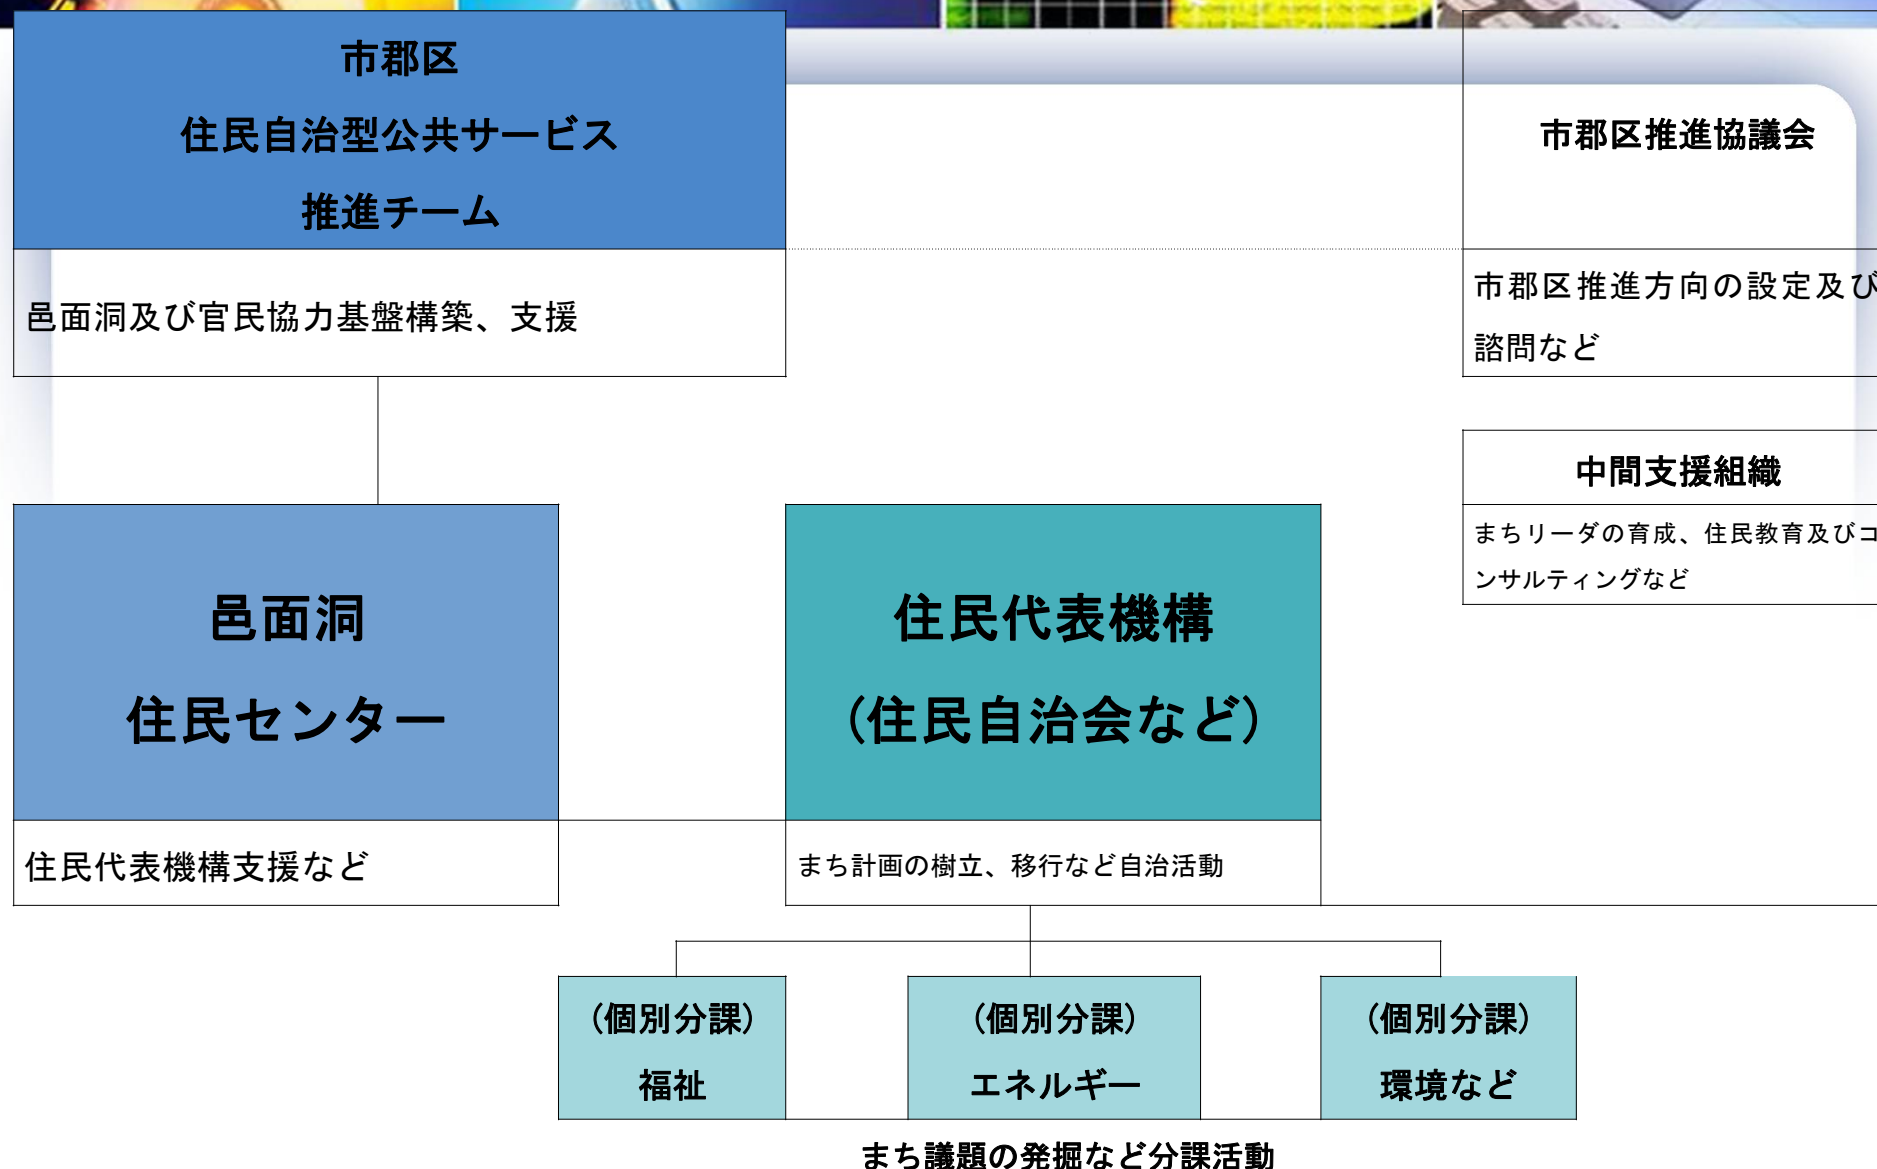 市郡区
住民自治型公共サービス
推進チーム
邑面洞及び官民協力基盤構築、支援
市郡区推進協議会
市郡区推進方向の設定及び
諮問など
中間支援組織
まちリーダの育成、住民教育及びコ
ンサルティングなど
邑面洞
住民センター
住民代表機構支援など
住民代表機構
(住民自治会など)
まち計画の樹立、移行など自治活動
(個別分課)
福祉
(個別分課)
エネルギー
(個別分課)
環境など
まち議題の発掘など分課活動